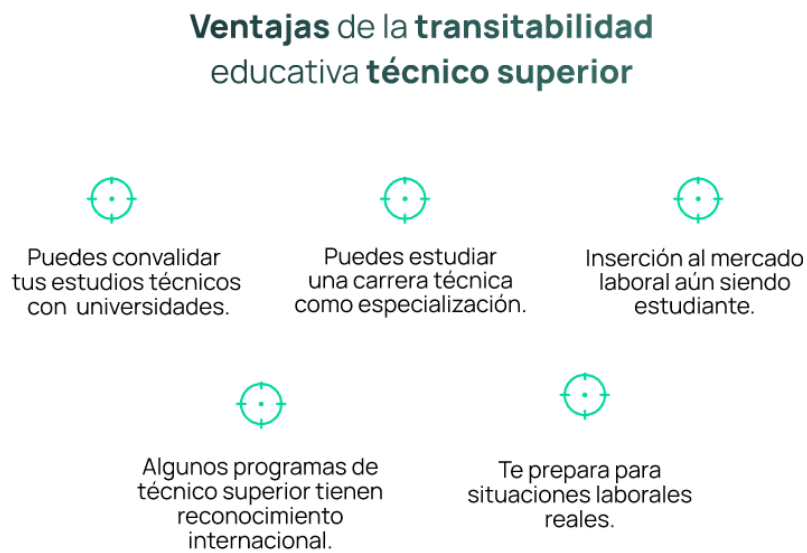 Ventajas de la transitabilidad
educativa técnico superior
Puedes convalidar
tus estudios técnicos
con universidades.
Puedes estudiar
una carrera técnica
como especialización.
Inserción al mercado
laboral aún siendo
estudiante.
Algunos programas de
técnico superior tienen
reconocimiento
internacional.
Te prepara para
situaciones laborales
reales.